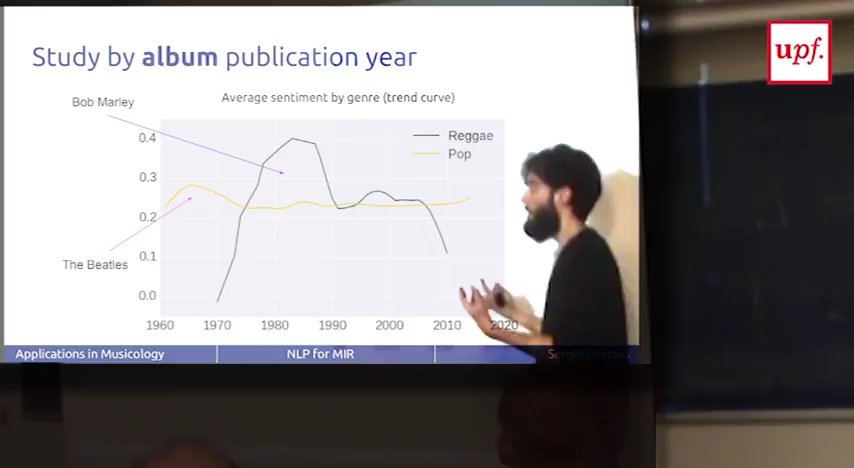 Study by album publication year
upf.
Average sentiment by genre (trend curve)
Bob Marley
The Beatles
Reggae
Pop
0.4
0.3
0.2
0.1
0.0
1960 1970 1980 1990 2000 2010 2020
Applications in Musicology NLP for MIR Sergio Oramas